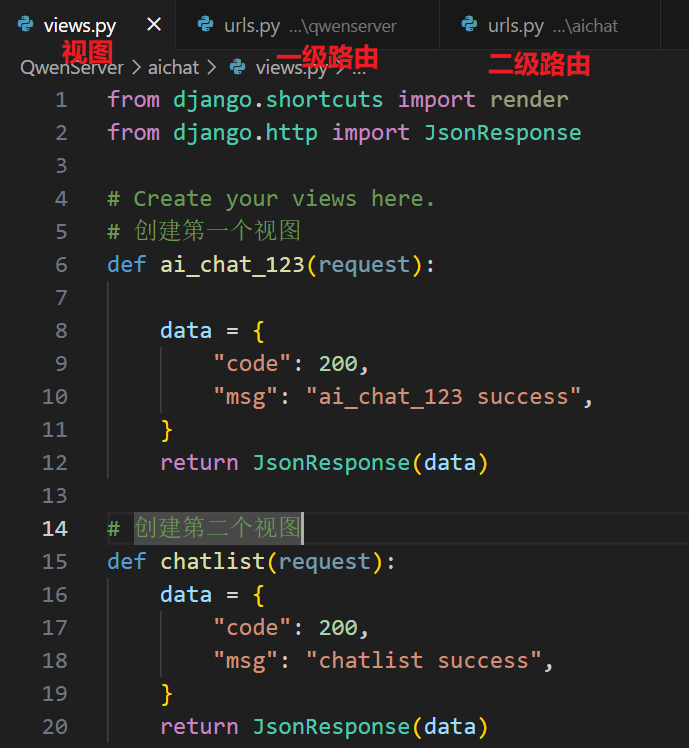 views.py × urls.py ...\qwenserver urls.py ...\aichat
视图 一级路由 二级路由
QwenServer > aichat > views.py > ...
1 from django.shortcuts import render
2 from django.http import JsonResponse
3
4 # Create your views here.
5 # 创建第一个视图
6 def ai_chat_123(request):
7
8 data = {
9 "code": 200,
10 "msg": "ai_chat_123 success",
11 }
12 return JsonResponse(data)
13
14 # 创建第二个视图
15 def chatlist(request):
16 data = {
17 "code": 200,
18 "msg": "chatlist success",
19 }
20 return JsonResponse(data)